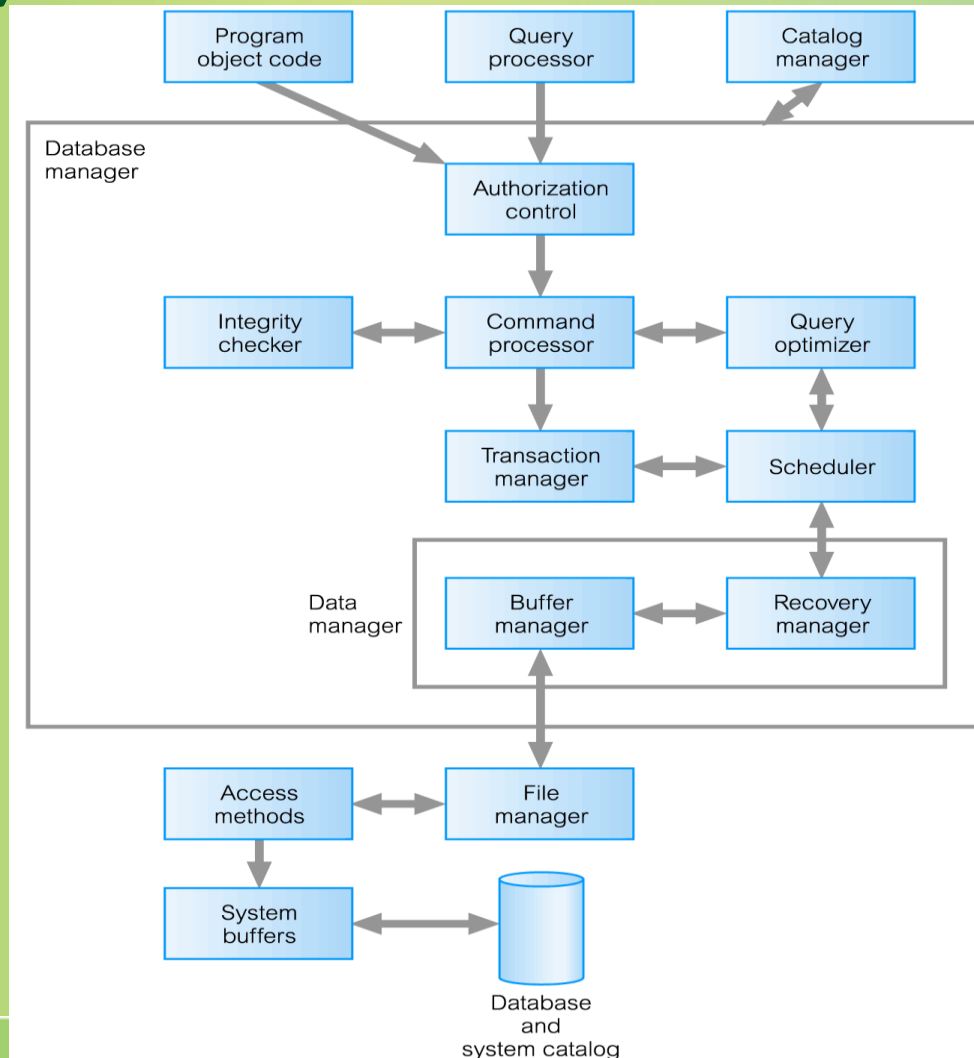 Program
object code
Query
processor
Catalog
manager
Database
manager
Authorization
control
Integrity
checker
Command
processor
Query
optimizer
Transaction
manager
Scheduler
Data
manager
Buffer
manager
Recovery
manager
Access
methods
File
manager
System
buffers
Database
and
system catalog